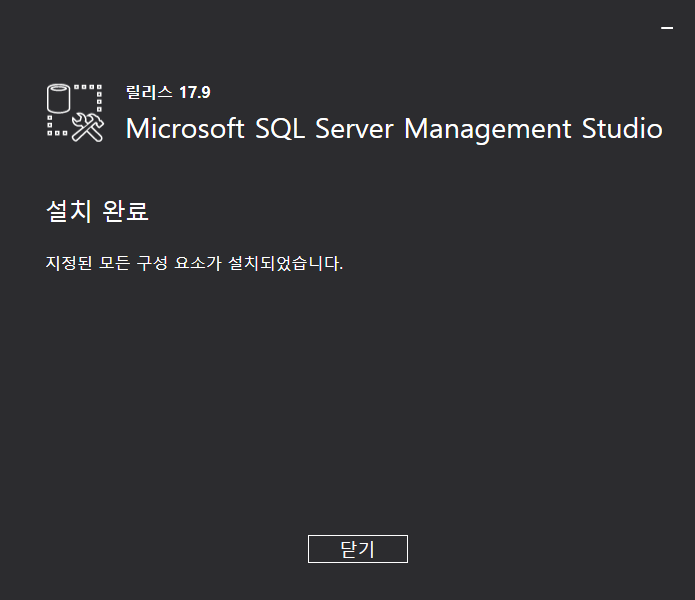 릴리스 17.9
Microsoft SQL Server Management Studio
설치 완료
지정된 모든 구성 요소가 설치되었습니다.
닫기